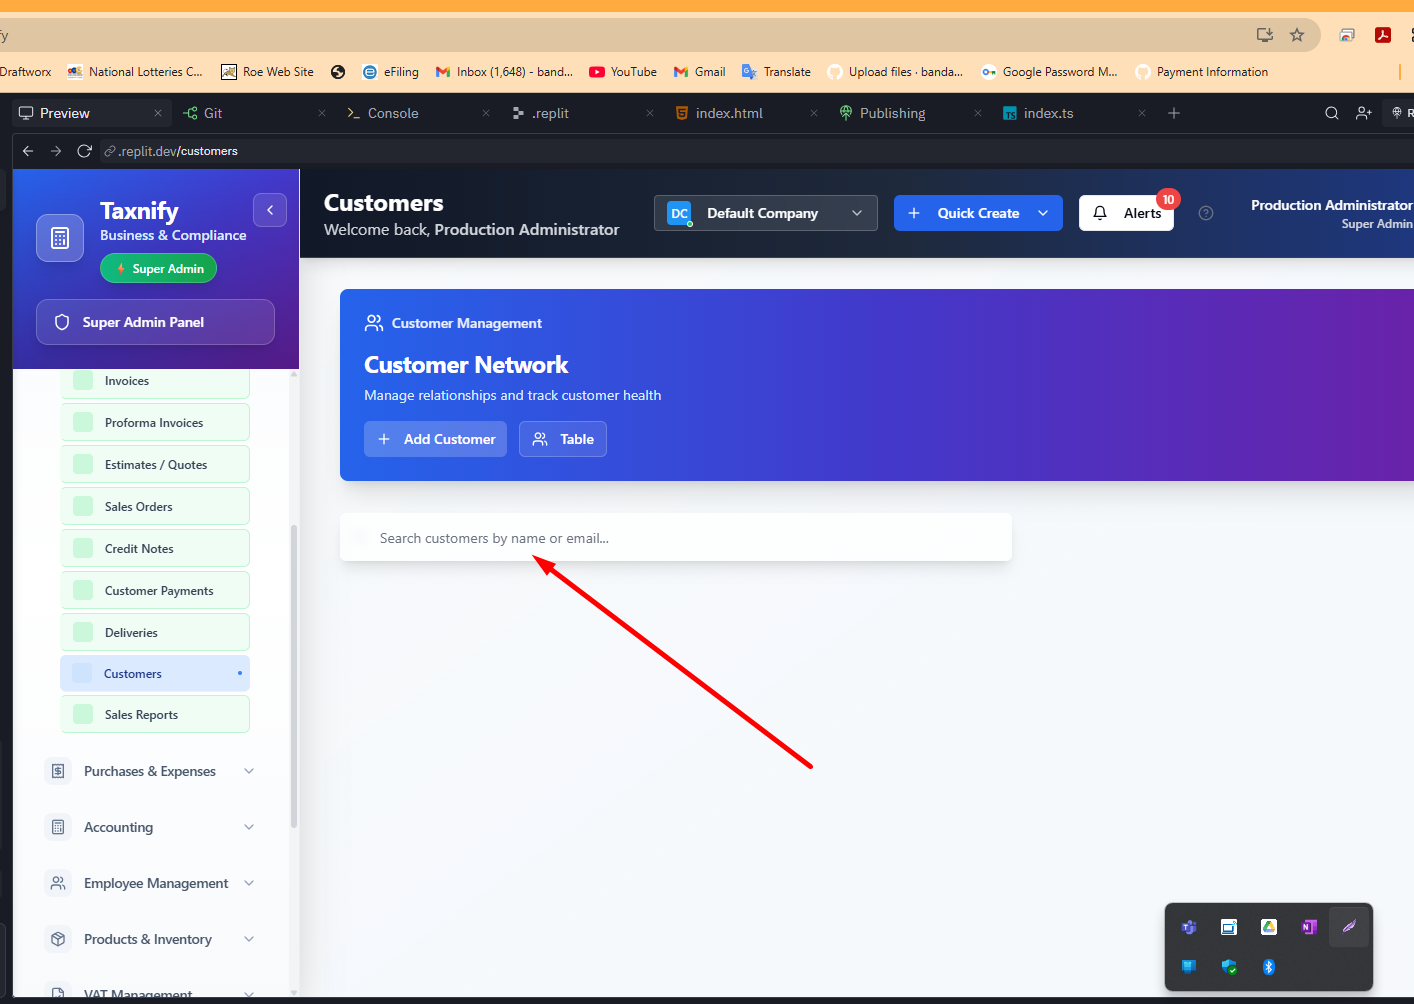 fy
Draftworx
National Lotteries C...
Roe Web Site
eFiling
Inbox (1,648) - band...
YouTube
Gmail
Translate
Upload files · banda...
Google Password M...
Payment Information
Preview
Git
Console
.replit
index.html
Publishing
index.ts
R
.replit.dev/customers
Taxnify
Business & Compliance
Super Admin
Super Admin Panel
Invoices
Proforma Invoices
Estimates / Quotes
Sales Orders
Credit Notes
Customer Payments
Deliveries
Customers
Sales Reports
Purchases & Expenses
Accounting
Employee Management
Products & Inventory
VAT Management
Customers
Welcome back, Production Administrator
DC
Default Company
Quick Create
Alerts
10
Production Administrator
Super Admin
Customer Management
Customer Network
Manage relationships and track customer health
Add Customer
Table
Search customers by name or email...